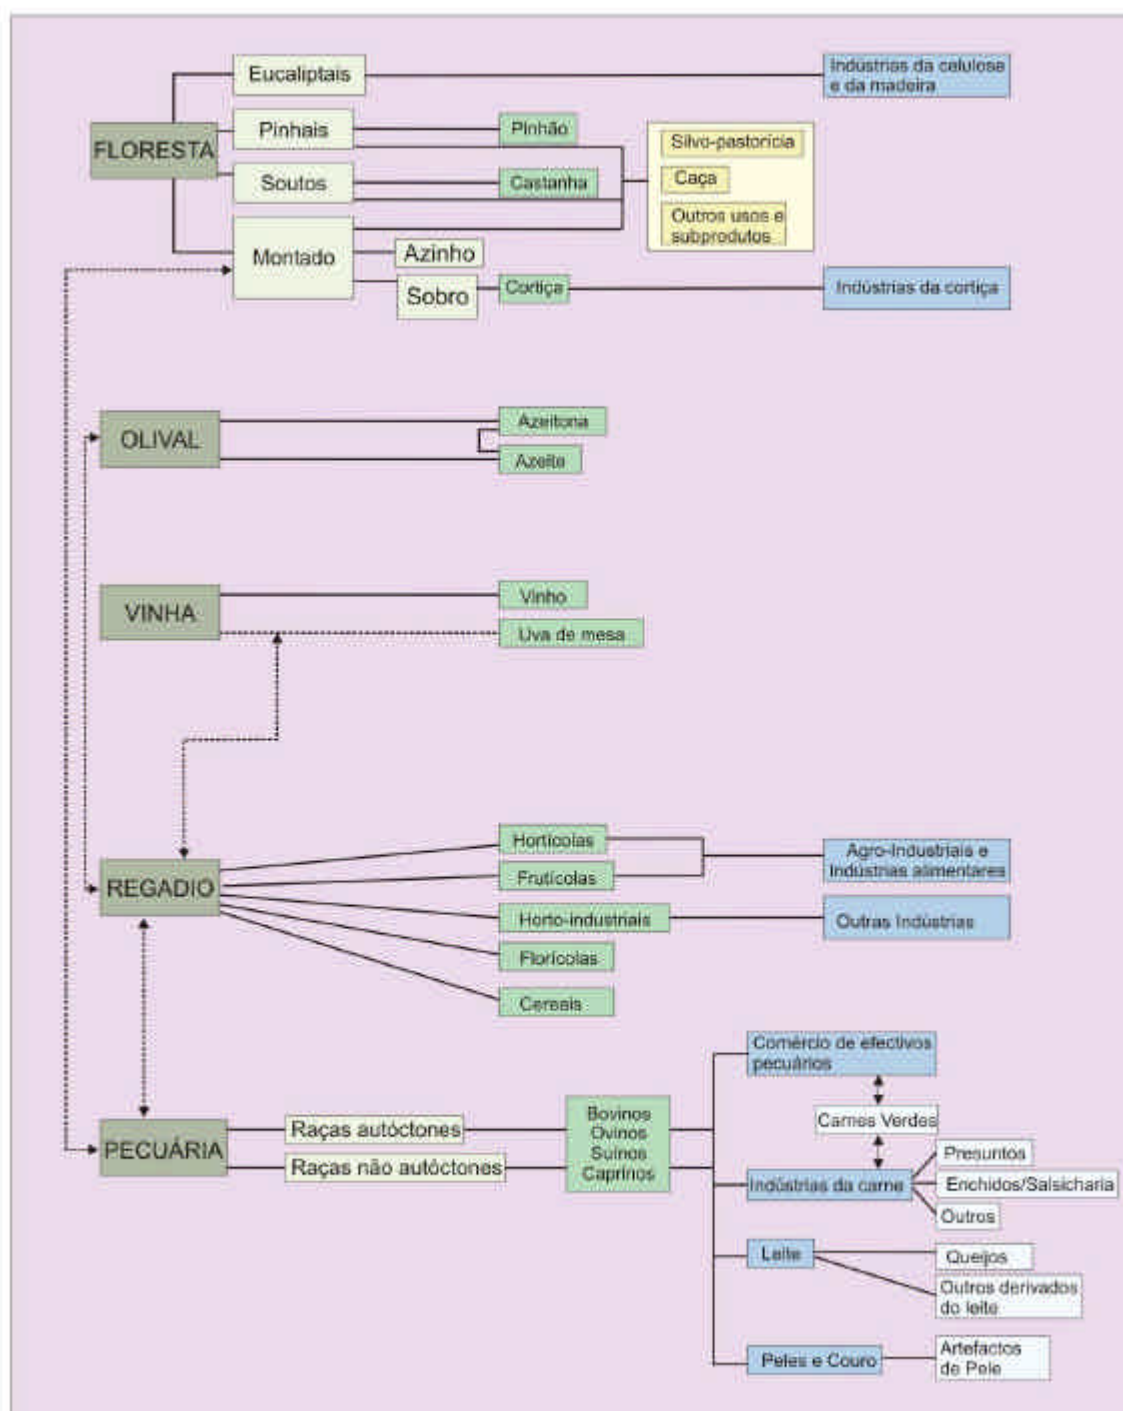 Eucaliptais
Indústrias da celulose
e da madeira
FLORESTA
Pinhais
Pinhão
Silvo-pastorícia
Soutos
Castanha
Caça
Outros usos e
subprodutos
Montado
Azinho
Sobro
Cortiça
Indústrias da cortiça
OLIVAL
Azeitona
Azeite
VINHA
Vinho
Uva de mesa
REGADIO
Hortícolas
Frutícolas
Agro-Industriais e
Indústrias alimentares
Horto-industriais
Outras Indústrias
Florícolas
Cereais
PECUÁRIA
Raças autóctones
Raças não autóctones
Bovinos
Ovinos
Suínos
Caprinos
Comércio de efectivos
pecuários
Carnes Verdes
Indústrias da carne
Presuntos
Enchidos/Salsicharia
Outros
Leite
Queijos
Outros derivados
do leite
Peles e Couro
Artefactos
de Pele